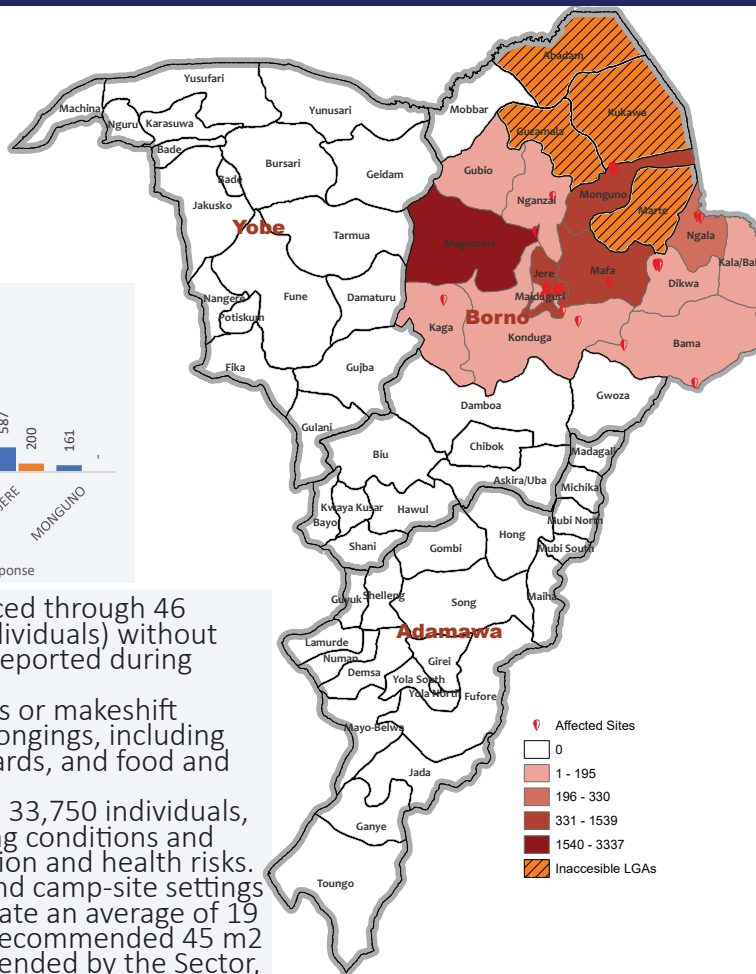 Yusufari
Machina
Nguru
Karasuwa
Yunusari
Mobbar
Abadam
Kukawa
Guzamala
Bade
Bursari
Geidam
Gubio
Bade
Nganzai
Monguno
Marte
Jakusko
Yobe
Tarmua
Magumeri
Ngala
Jere
Mafa
Kala/Bal
Dikwa
Nangere
Fune
Damaturu
Maiduguri
Potiskum
Borno
Kaga
Konduga
Bama
Fika
Gujba
Gwoza
Damboa
Gulani
Biu
Chibok
Madagali
Askira/Uba
Michika
Kwaya Kusar
Hawul
Bayo
Mubi North
Hong
Shani
Gombi
Mubi South
Guyuk
Shelleng
Song
Maiha
Adamawa
Lamurde
Numan
Girei
Demsa
Yola South
Yola North
Fufore
Mayo-Belwa
Jada
Ganye
Toungo
587
200
161
-
JERE
MONGUNO
ponse
ced through 46
dividuals) without
reported during
s or makeshift
ongings, including
ards, and food and
33,750 individuals,
ng conditions and
tion and health risks.
nd camp-site settings
ate an average of 19
recommended 45 m2
ended by the Sector,
Affected Sites
0
1 - 195
196 - 330
331 - 1539
1540 - 3337
Inaccesible LGAs